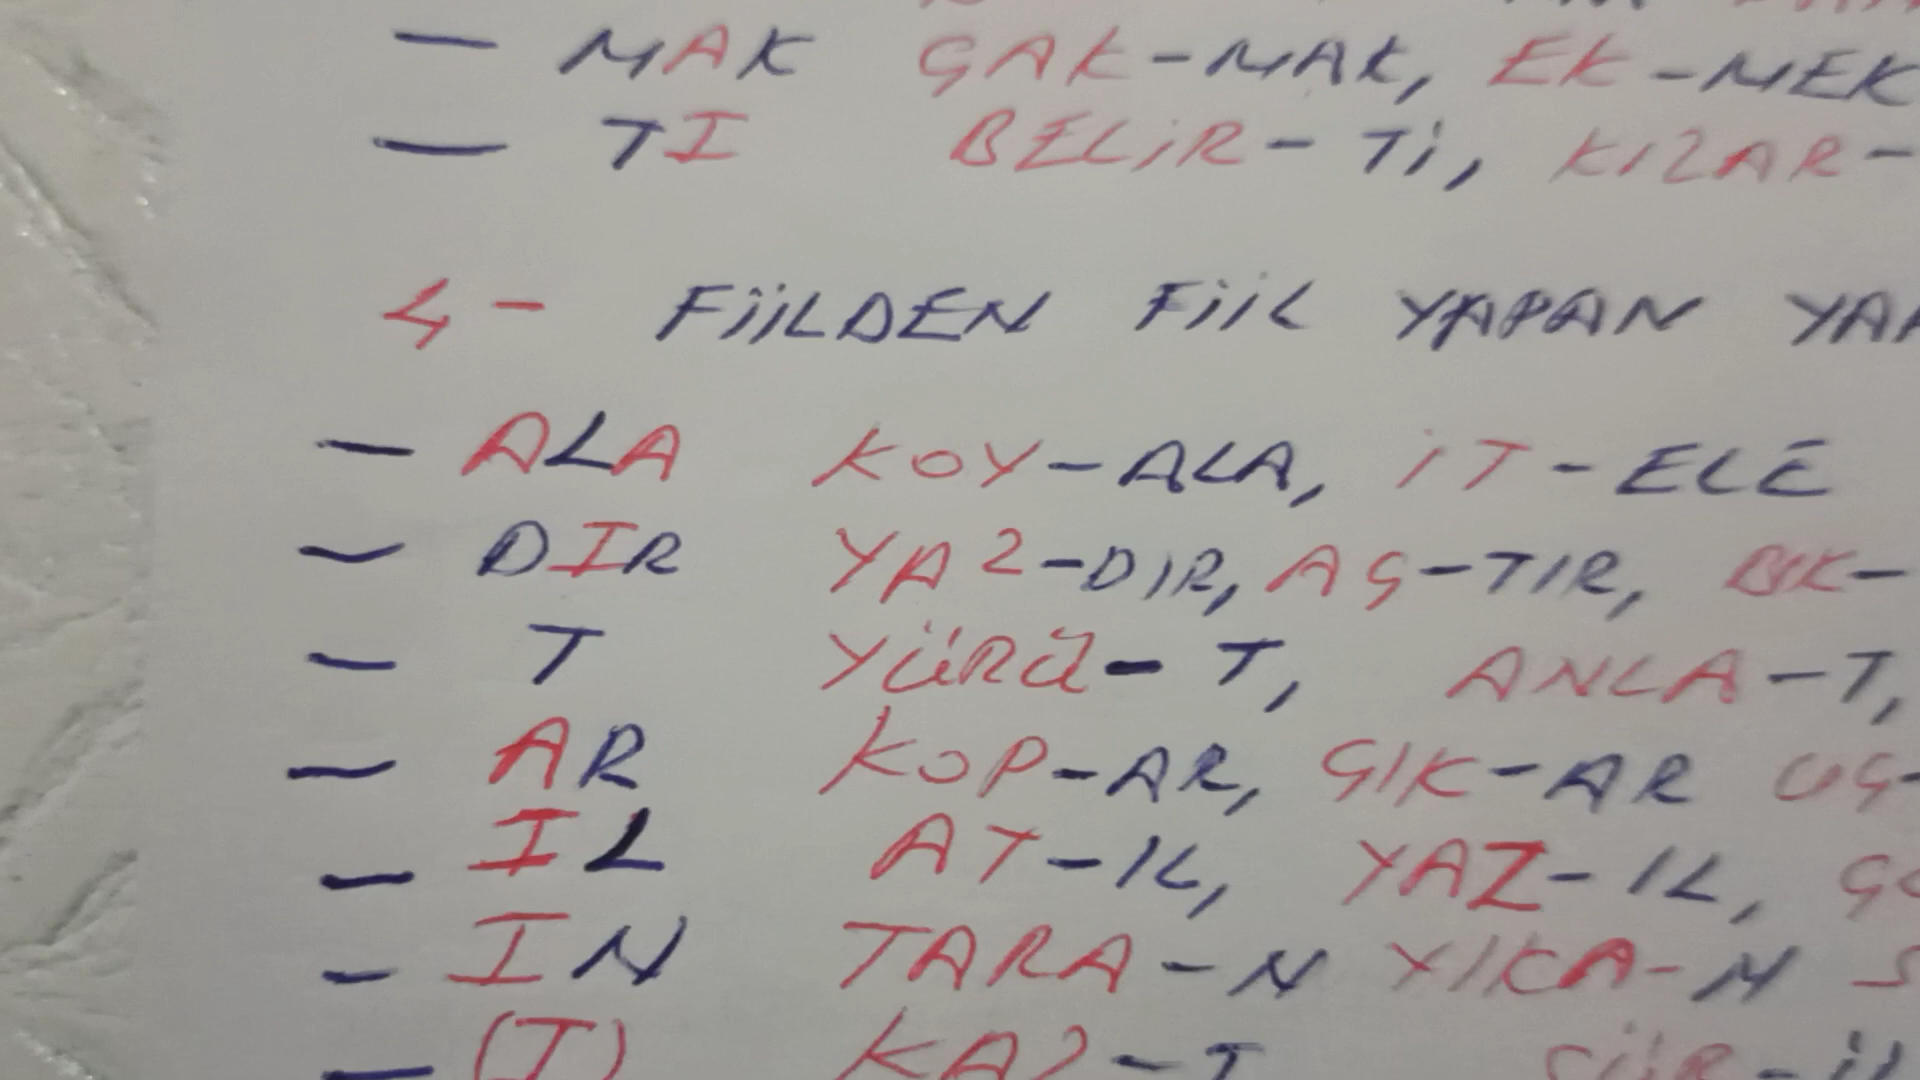 — MAK ÇAK-MAK, EK-MEK
— TI BELİR-Tİ, KIZAR-
4- FİİLDEN FİİL YAPAN
— ALA KOY-ALA, İT-ELE
— DIR YAZ-DIR, AÇ-TIR, BIK-
— T YÜRÜ-T, ANLA-T,
— AR KOP-AR, ÇIK-AR UÇ-
— IL AT-IL, YAZ-IL,
— IN TARA-N YIKA-N